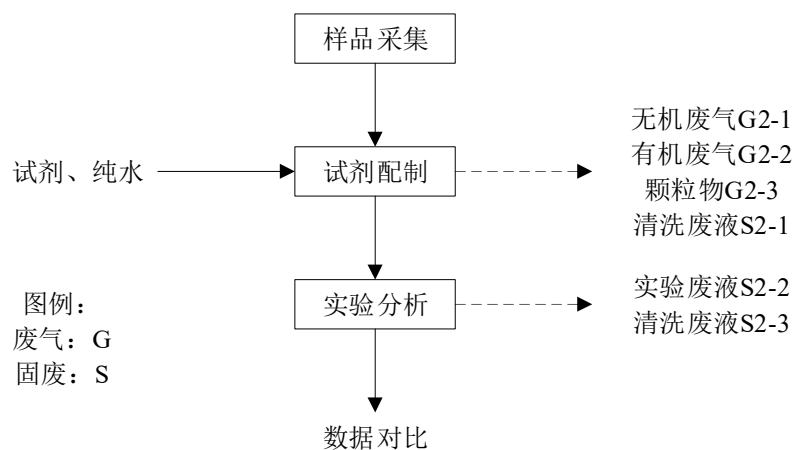 样品采集
无机废气G2-1
有机废气G2-2
试剂、纯水
试剂配制
颗粒物G2-3
清洗废液S2-1
图例：
废气：G
固废：S
实验分析
实验废液S2-2
清洗废液S2-3
数据对比